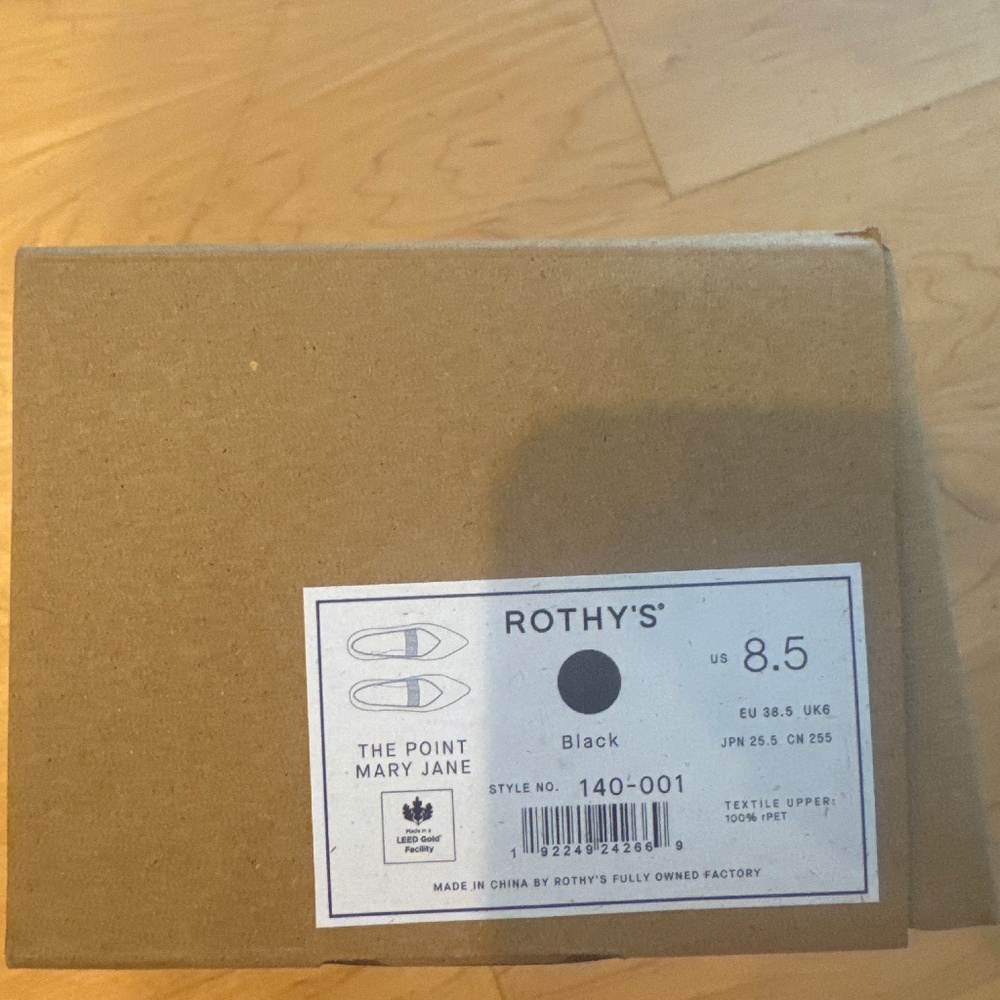 ROTHY'S®
US 8.5
EU 38.5 UK6
JPN 25.5 CN 255
Black
THE POINT
MARY JANE
STYLE NO. 140-001
TEXTILE UPPER:
100% rPET
Made in a
LEED Gold™
Facility
1 92249 24266 9
MADE IN CHINA BY ROTHY'S FULLY OWNED FACTORY